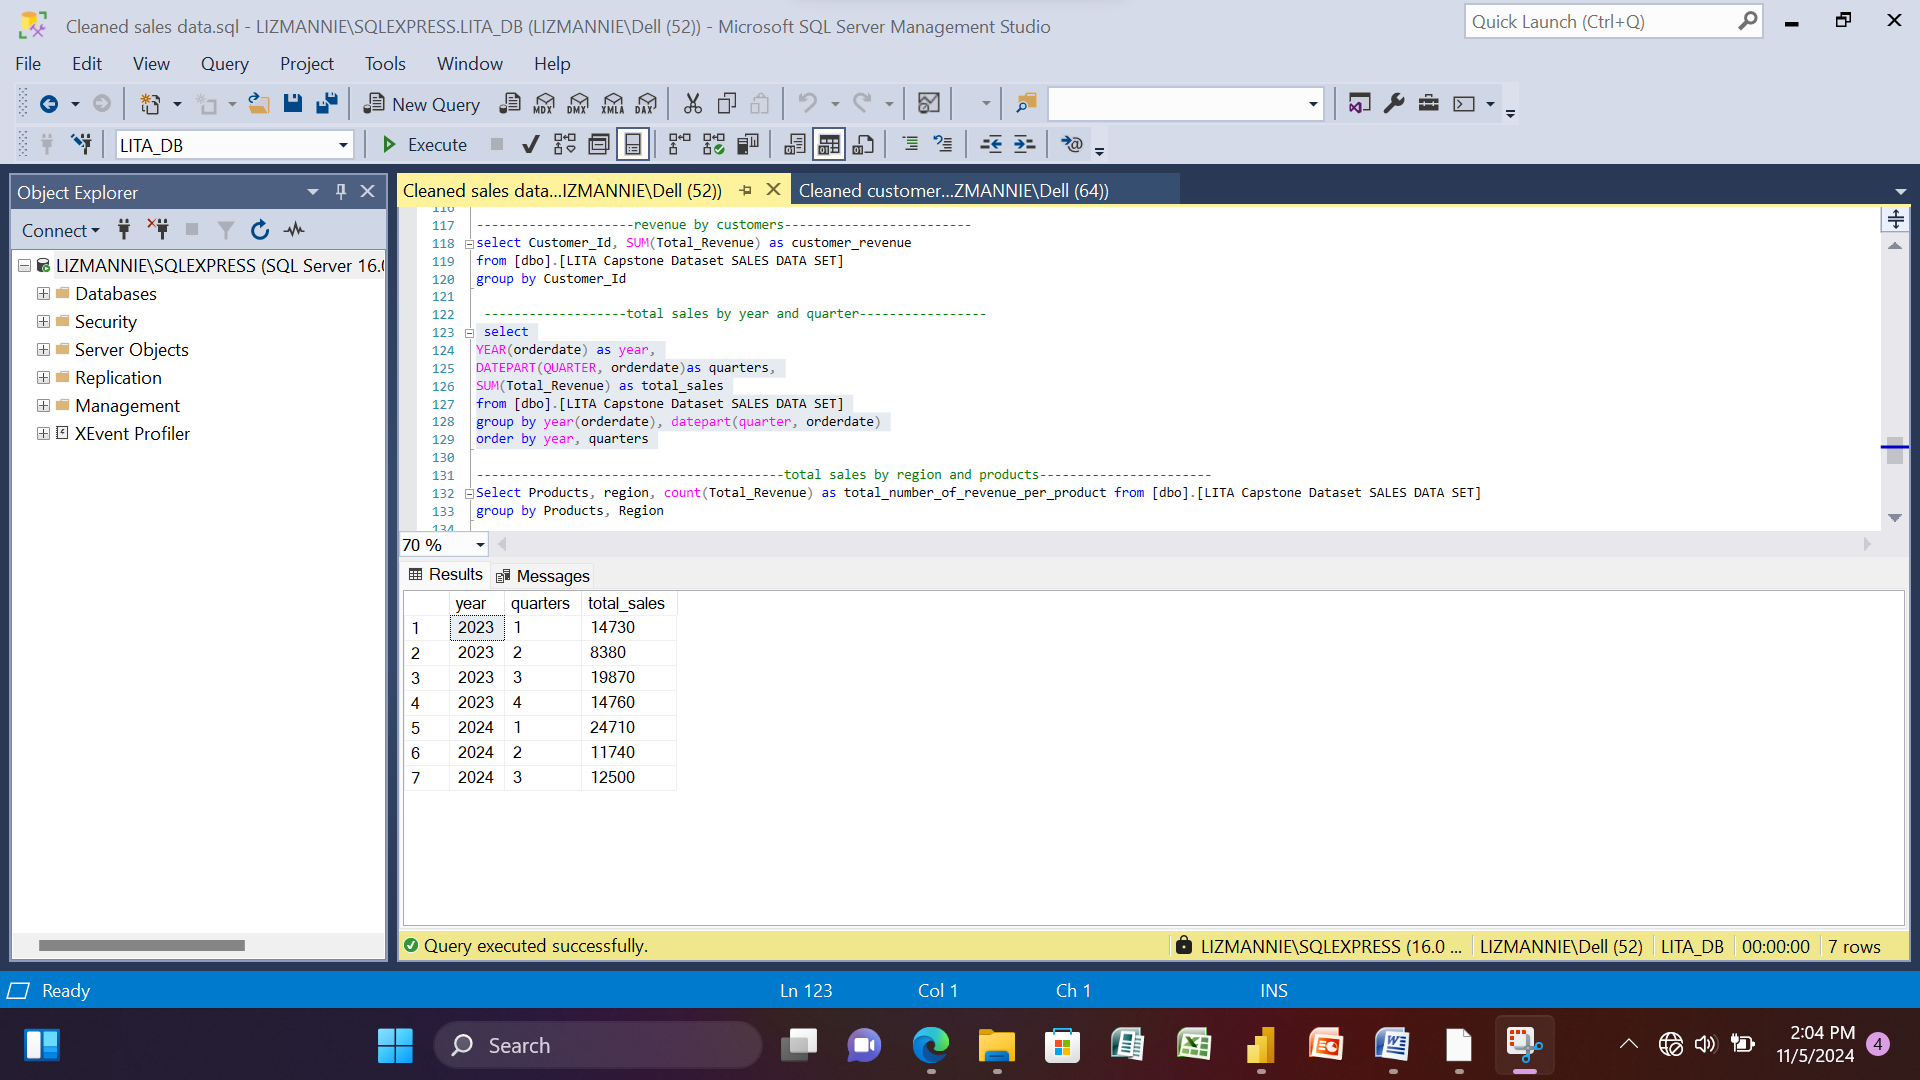 Cleaned sales data.sql - LIZMANNIE\SQLEXPRESS.LITA_DB (LIZMANNIE\Dell (52)) - Microsoft SQL Server Management Studio
Quick Launch (Ctrl+Q)
File Edit View Query Project Tools Window Help
New Query MDX DMX XMLA DAX
LITA_DB Execute
Object Explorer
Cleaned sales data...IZMANNIE\Dell (52)) Cleaned customer...ZMANNIE\Dell (64))
Connect
LIZMANNIE\SQLEXPRESS (SQL Server 16.0
Databases
Security
Server Objects
Replication
Management
XEvent Profiler
116
117 ---------------------revenue by customers-------------------------
118 select Customer_Id, SUM(Total_Revenue) as customer_revenue
119 from [dbo].[LITA Capstone Dataset SALES DATA SET]
120 group by Customer_Id
121
122 -------------------total sales by year and quarter-----------------
123 select
124 YEAR(orderdate) as year,
125 DATEPART(QUARTER, orderdate)as quarters,
126 SUM(Total_Revenue) as total_sales
127 from [dbo].[LITA Capstone Dataset SALES DATA SET]
128 group by year(orderdate), datepart(quarter, orderdate)
129 order by year, quarters
130
131 -----------------------------------------total sales by region and products-----------------------
132 Select Products, region, count(Total_Revenue) as total_number_of_revenue_per_product from [dbo].[LITA Capstone Dataset SALES DATA SET]
133 group by Products, Region
134
70 %
Results Messages
year quarters total_sales
1 2023 1 14730
2 2023 2 8380
3 2023 3 19870
4 2023 4 14760
5 2024 1 24710
6 2024 2 11740
7 2024 3 12500
Query executed successfully. LIZMANNIE\SQLEXPRESS (16.0 ... LIZMANNIE\Dell (52) LITA_DB 00:00:00 7 rows
Ready Ln 123 Col 1 Ch 1 INS
Search
2:04 PM
11/5/2024
4